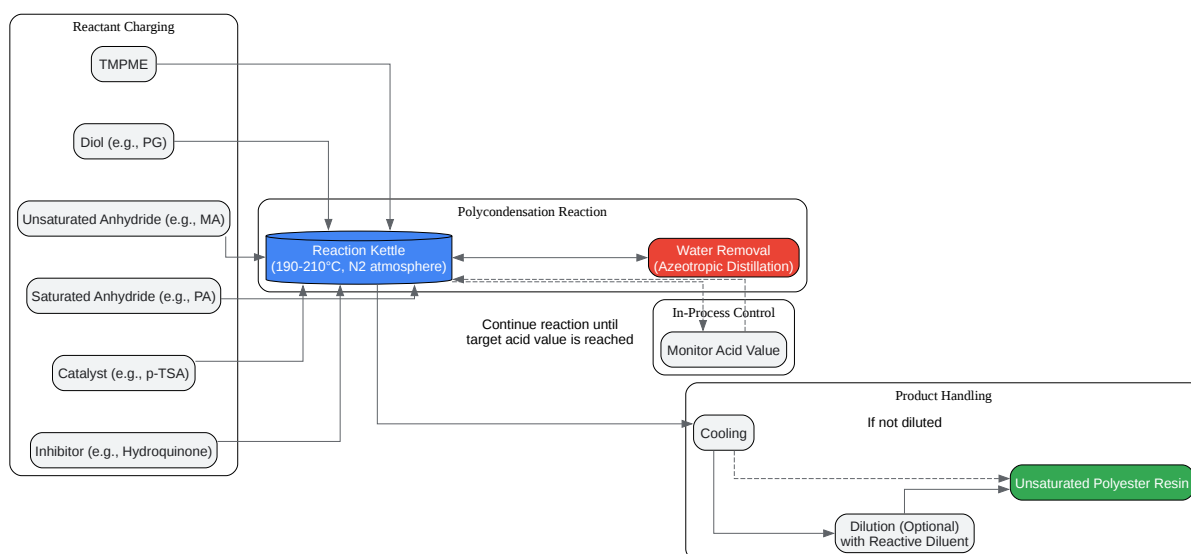 Reactant Charging
TMPME
Diol (e.g., PG)
Unsaturated Anhydride (e.g., MA)
Saturated Anhydride (e.g., PA)
Catalyst (e.g., p-TSA)
Inhibitor (e.g., Hydroquinone)
Polycondensation Reaction
Reaction Kettle
(190-210°C, N2 atmosphere)
Water Removal
(Azeotropic Distillation)
Continue reaction until
target acid value is reached
In-Process Control
Monitor Acid Value
Product Handling
If not diluted
Cooling
Unsaturated Polyester Resin
Dilution (Optional)
with Reactive Diluent